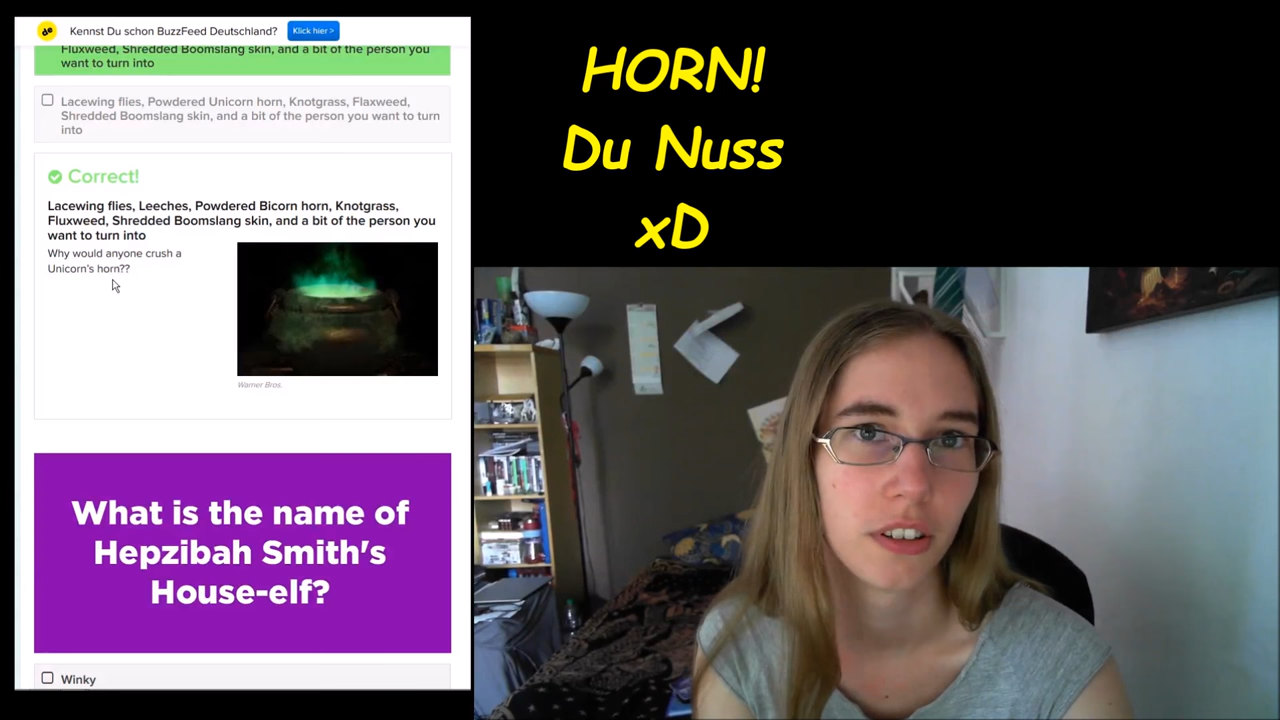 Kennst Du schon BuzzFeed Deutschland? Klick hier >
Fluxweed, Shredded Boomslang skin, and a bit of the person you
want to turn into
Lacewing flies, Powdered Unicorn horn, Knotgrass, Flaxweed,
Shredded Boomslang skin, and a bit of the person you want to turn
into
Correct!
Lacewing flies, Leeches, Powdered Bicorn horn, Knotgrass,
Fluxweed, Shredded Boomslang skin, and a bit of the person you
want to turn into
Why would anyone crush a
Unicorn's horn??
Warner Bros.
What is the name of
Hepzibah Smith's
House-elf?
Winky
HORN!
Du Nuss
xD